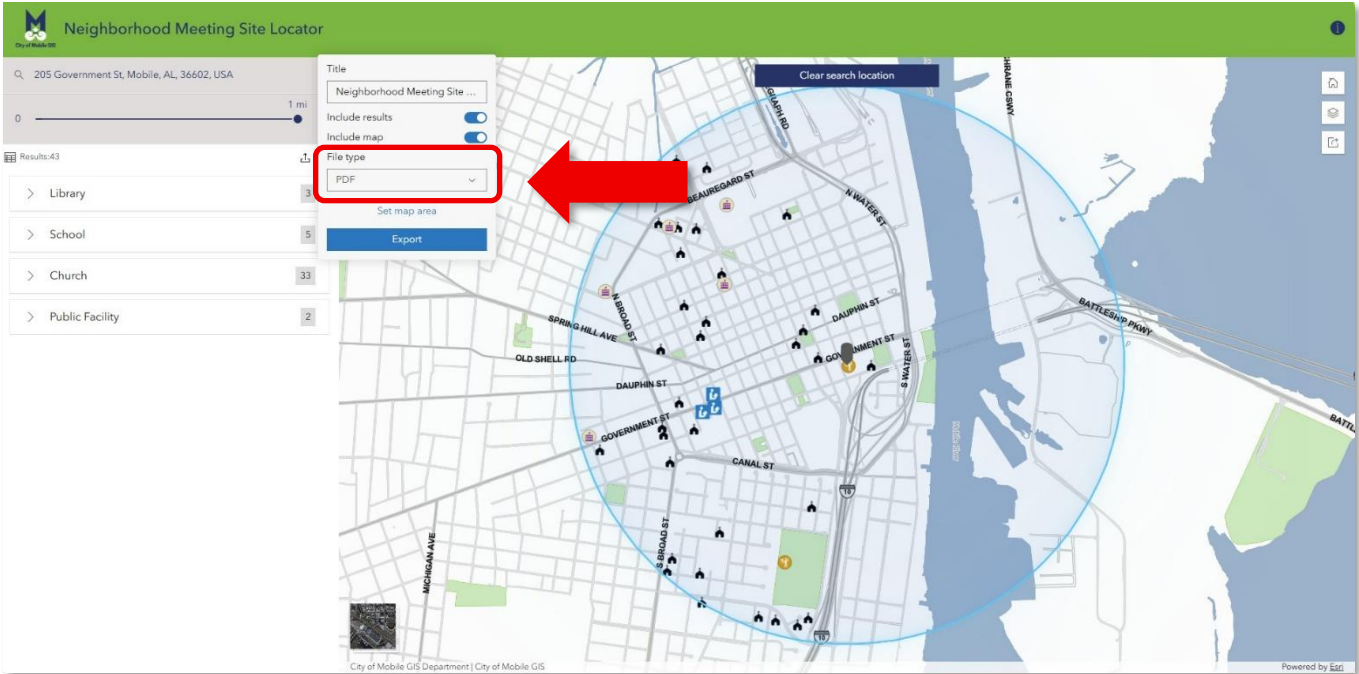 M
City of Mobile GIS
Neighborhood Meeting Site Locator
205 Government St, Mobile, AL, 36602, USA
1 mi
0
Results:43
Library
3
School
5
Church
33
Public Facility
2
Title
Neighborhood Meeting Site ...
Include results
Include map
File type
PDF
Set map area
Export
Clear search location
HRANE-CSWY
GRAPH RD
BEAUREGARD ST
N WATER ST
N BROAD ST
SPRING HILL AVE
DAUPHIN ST
GOVERNMENT ST
S WATER ST
BATTLESHIP PKWY
OLD SHELL RD
DAUPHIN ST
GOVERNMENT ST
BATTL
CANAL ST
10
S BROAD ST
MICHIGAN AVE
Mobile River
10
City of Mobile GIS Department | City of Mobile GIS
Powered by Esri